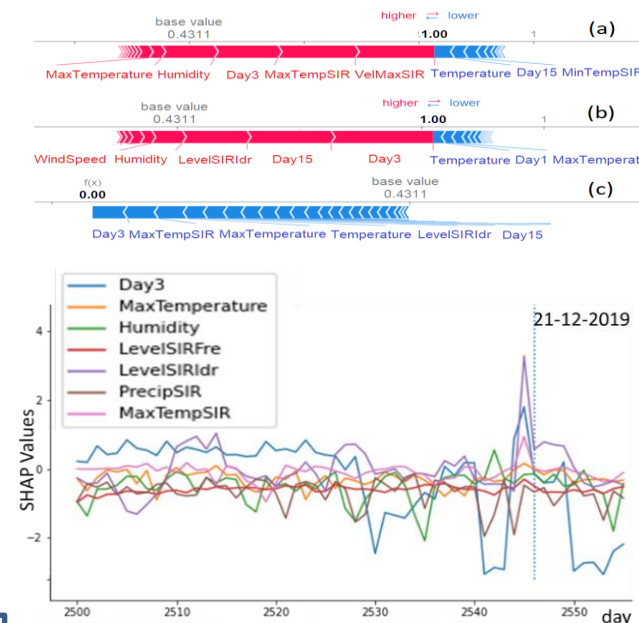 higher ⇄ lower
base value
0.4311 1.00 1 (a)
MaxTemperature Humidity Day3 MaxTempSIR VelMaxSIR Temperature Day15 MinTempSIR
higher ⇄ lower
base value
0.4311 1.00 1 (b)
WindSpeed Humidity LevelSIRIdr Day15 Day3 Temperature Day1 MaxTemperat
f(x) base value (c)
0.00 0.4311
Day3 MaxTempSIR MaxTemperature Temperature LevelSIRIdr Day15
Day3
MaxTemperature
Humidity
LevelSIRFre
LevelSIRIdr
PrecipSIR
MaxTempSIR
21-12-2019
4
2
0
−2
SHAP Values
2500 2510 2520 2530 2540 2550
day